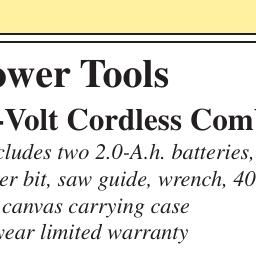 ower Tools
-Volt Cordless Com
cludes two 2.0-A.h. batteries,
er bit, saw guide, wrench, 40
canvas carrying case
year limited warranty